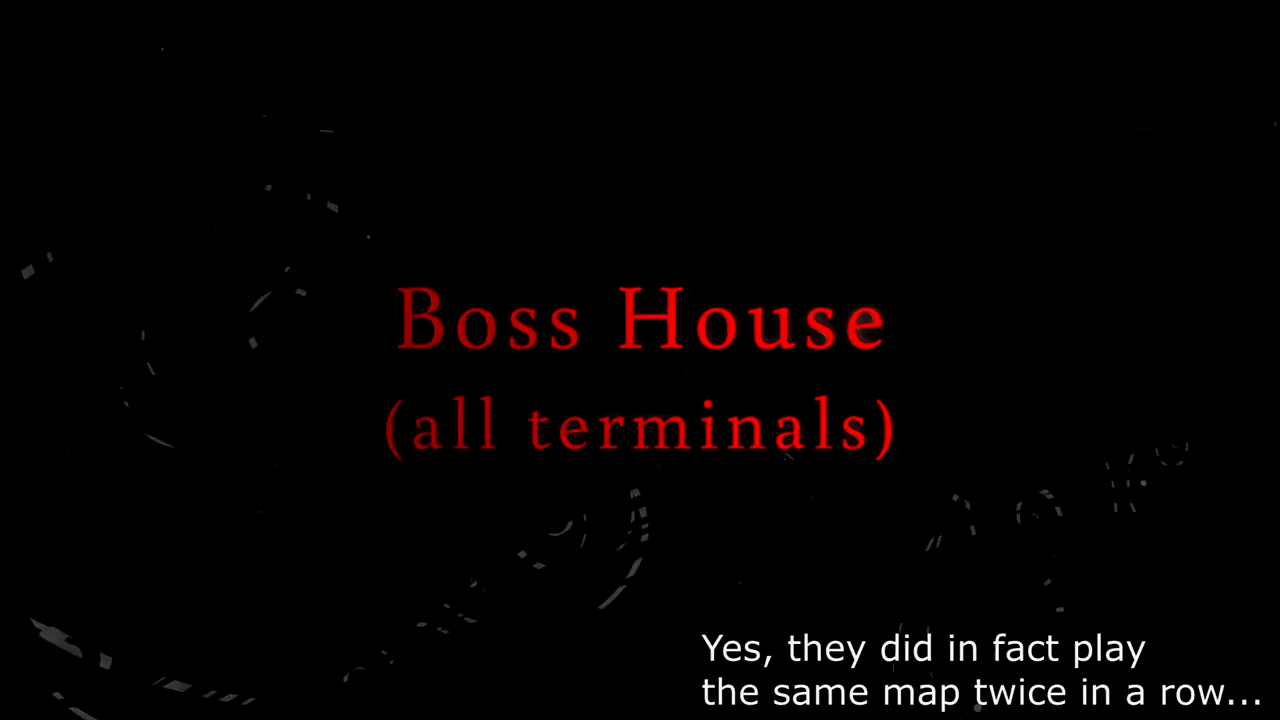 Boss House
(all terminals)
Yes, they did in fact play
the same map twice in a row...